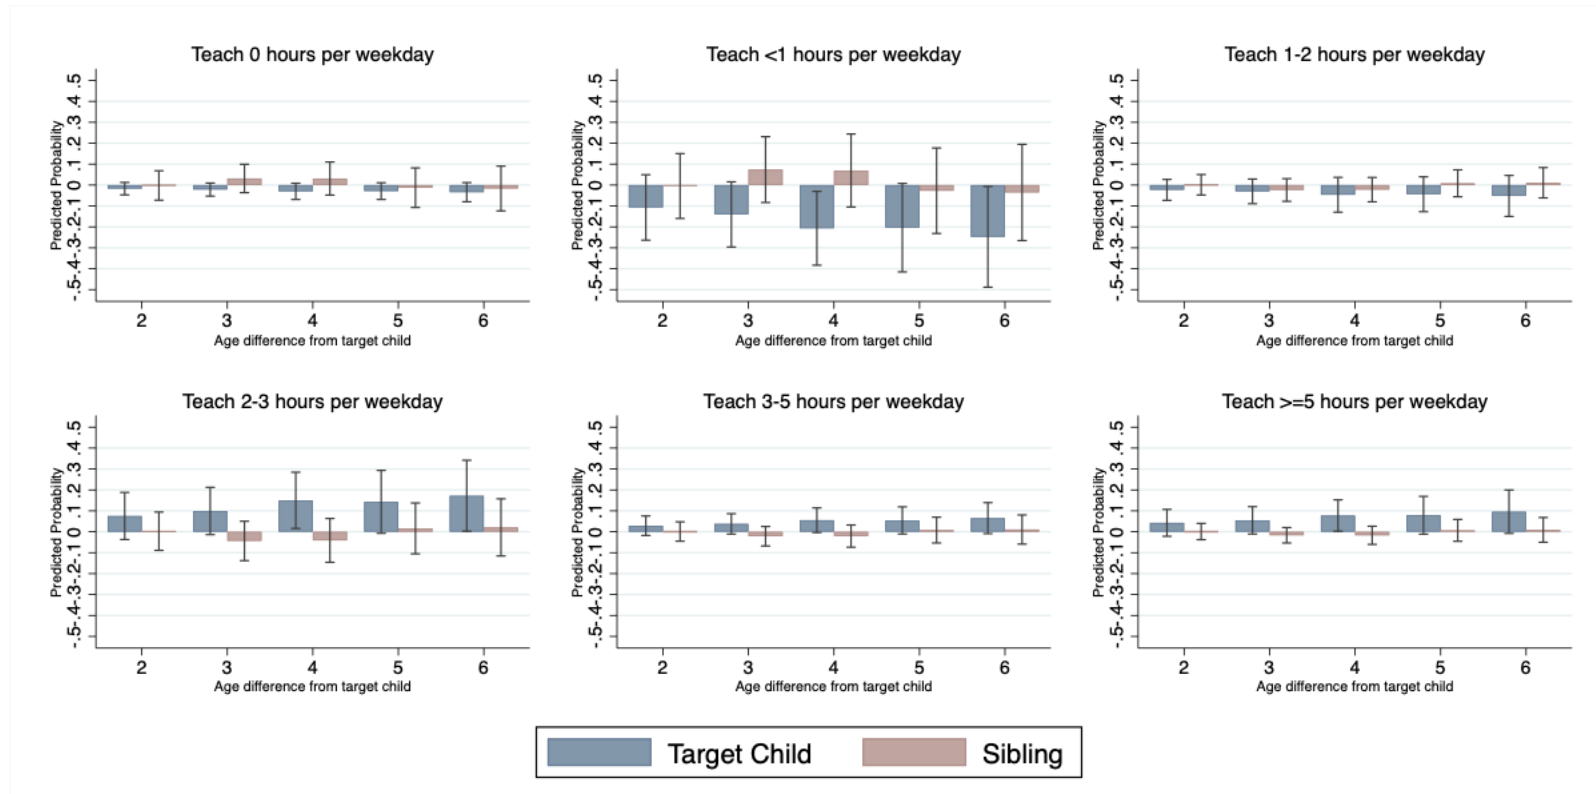 Teach 0 hours per weekday
Predicted Probability
-.5 -.4 -.3 -.2 -.1 0 .1 .2 .3 .4 .5
2 3 4 5 6
Age difference from target child
Teach <1 hours per weekday
Predicted Probability
-.5 -.4 -.3 -.2 -.1 0 .1 .2 .3 .4 .5
2 3 4 5 6
Age difference from target child
Teach 1-2 hours per weekday
Predicted Probability
-.5 -.4 -.3 -.2 -.1 0 .1 .2 .3 .4 .5
2 3 4 5 6
Age difference from target child
Teach 2-3 hours per weekday
Predicted Probability
-.5 -.4 -.3 -.2 -.1 0 .1 .2 .3 .4 .5
2 3 4 5 6
Age difference from target child
Teach 3-5 hours per weekday
Predicted Probability
-.5 -.4 -.3 -.2 -.1 0 .1 .2 .3 .4 .5
2 3 4 5 6
Age difference from target child
Teach >=5 hours per weekday
Predicted Probability
-.5 -.4 -.3 -.2 -.1 0 .1 .2 .3 .4 .5
2 3 4 5 6
Age difference from target child
Target Child Sibling